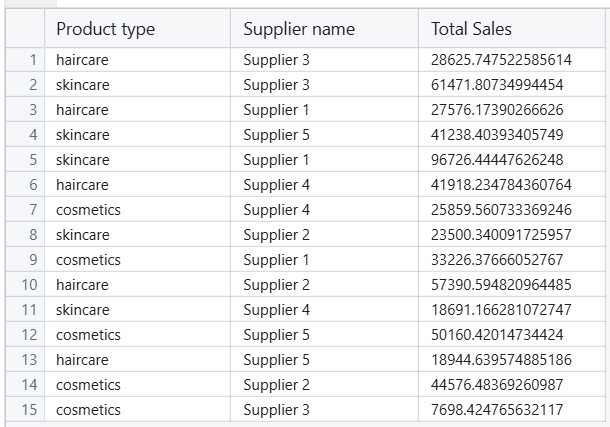 Product type Supplier name Total Sales
1 haircare Supplier 3 28625.747522585614
2 skincare Supplier 3 61471.80734994454
3 haircare Supplier 1 27576.17390266626
4 skincare Supplier 5 41238.40393405749
5 skincare Supplier 1 96726.44447626248
6 haircare Supplier 4 41918.234784360764
7 cosmetics Supplier 4 25859.560733369246
8 skincare Supplier 2 23500.340091725957
9 cosmetics Supplier 1 33226.37666052767
10 haircare Supplier 2 57390.594820964485
11 skincare Supplier 4 18691.166281072747
12 cosmetics Supplier 5 50160.42014734424
13 haircare Supplier 5 18944.639574885186
14 cosmetics Supplier 2 44576.48369260987
15 cosmetics Supplier 3 7698.424765632117